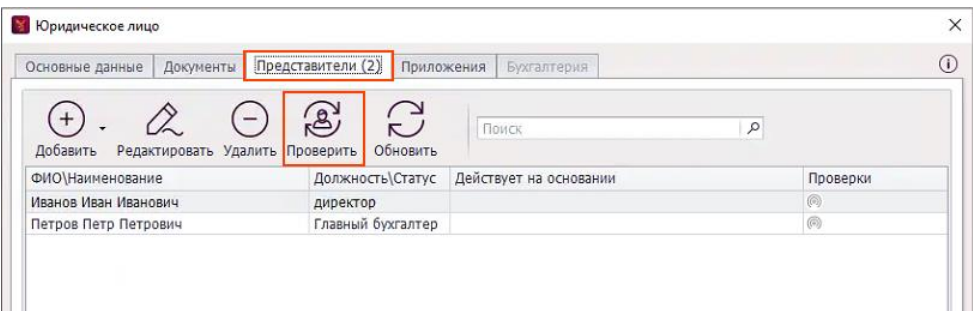 Юридическое лицо
Основные данные Документы Представители (2) Приложения Бухгалтерия
Добавить Редактировать Удалить Проверить Обновить Поиск
ФИО\Наименование Должность\Статус Действует на основании Проверки
Иванов Иван Иванович директор
Петров Петр Петрович Главный бухгалтер